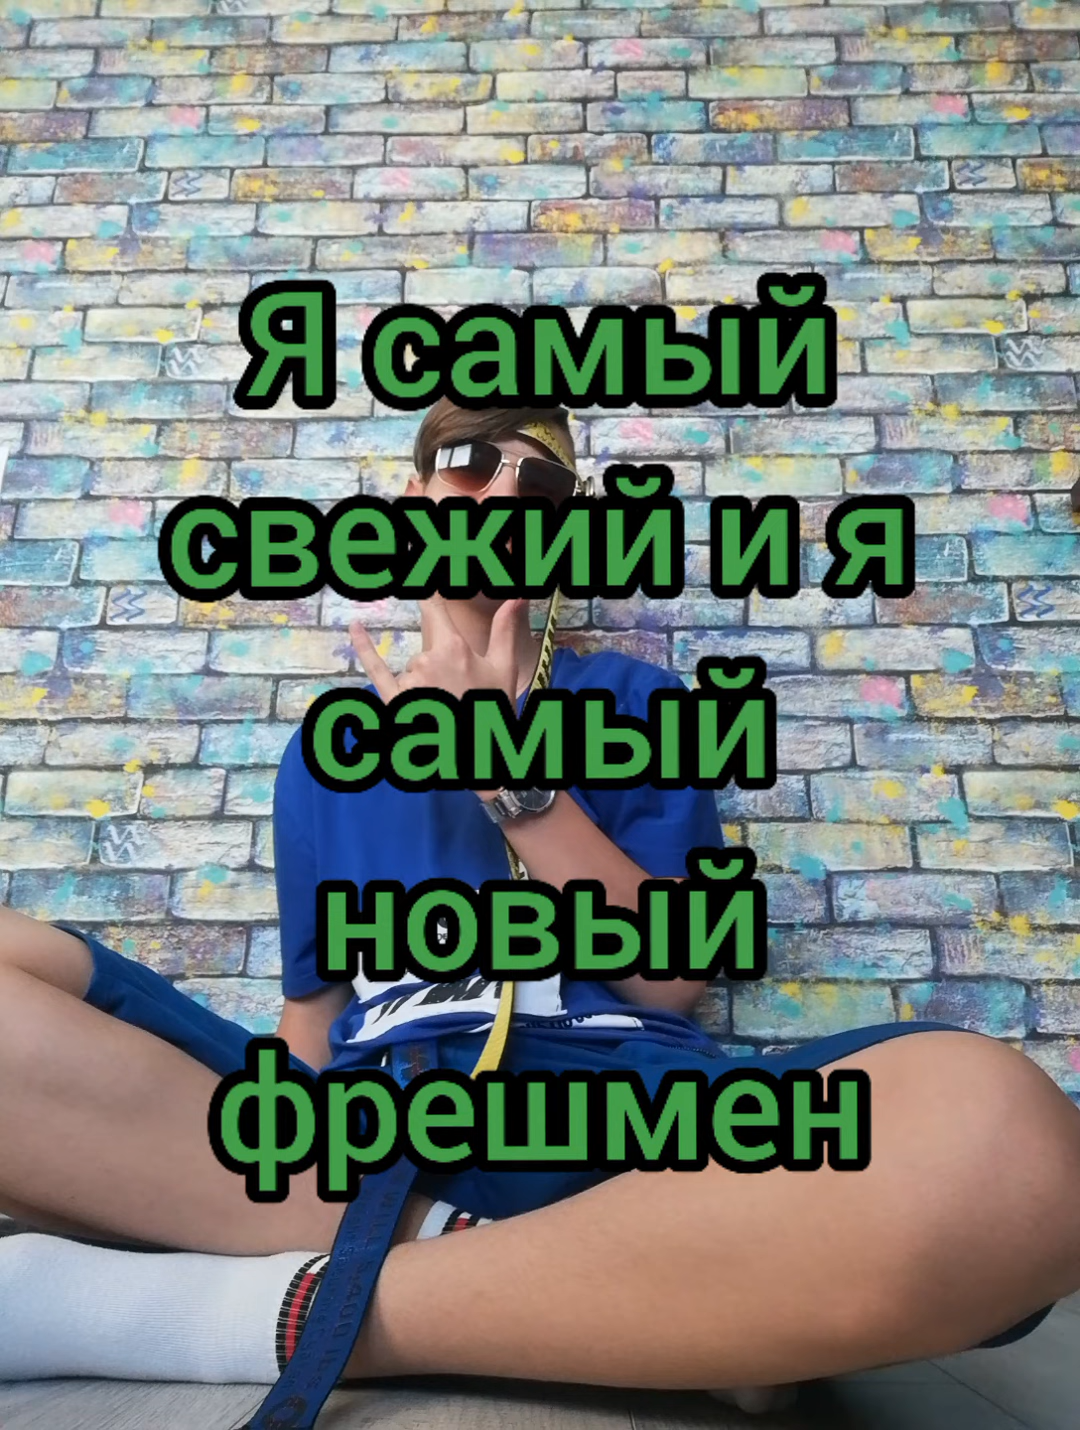 Я самый
свежий и я
самый
новый
фрешмен